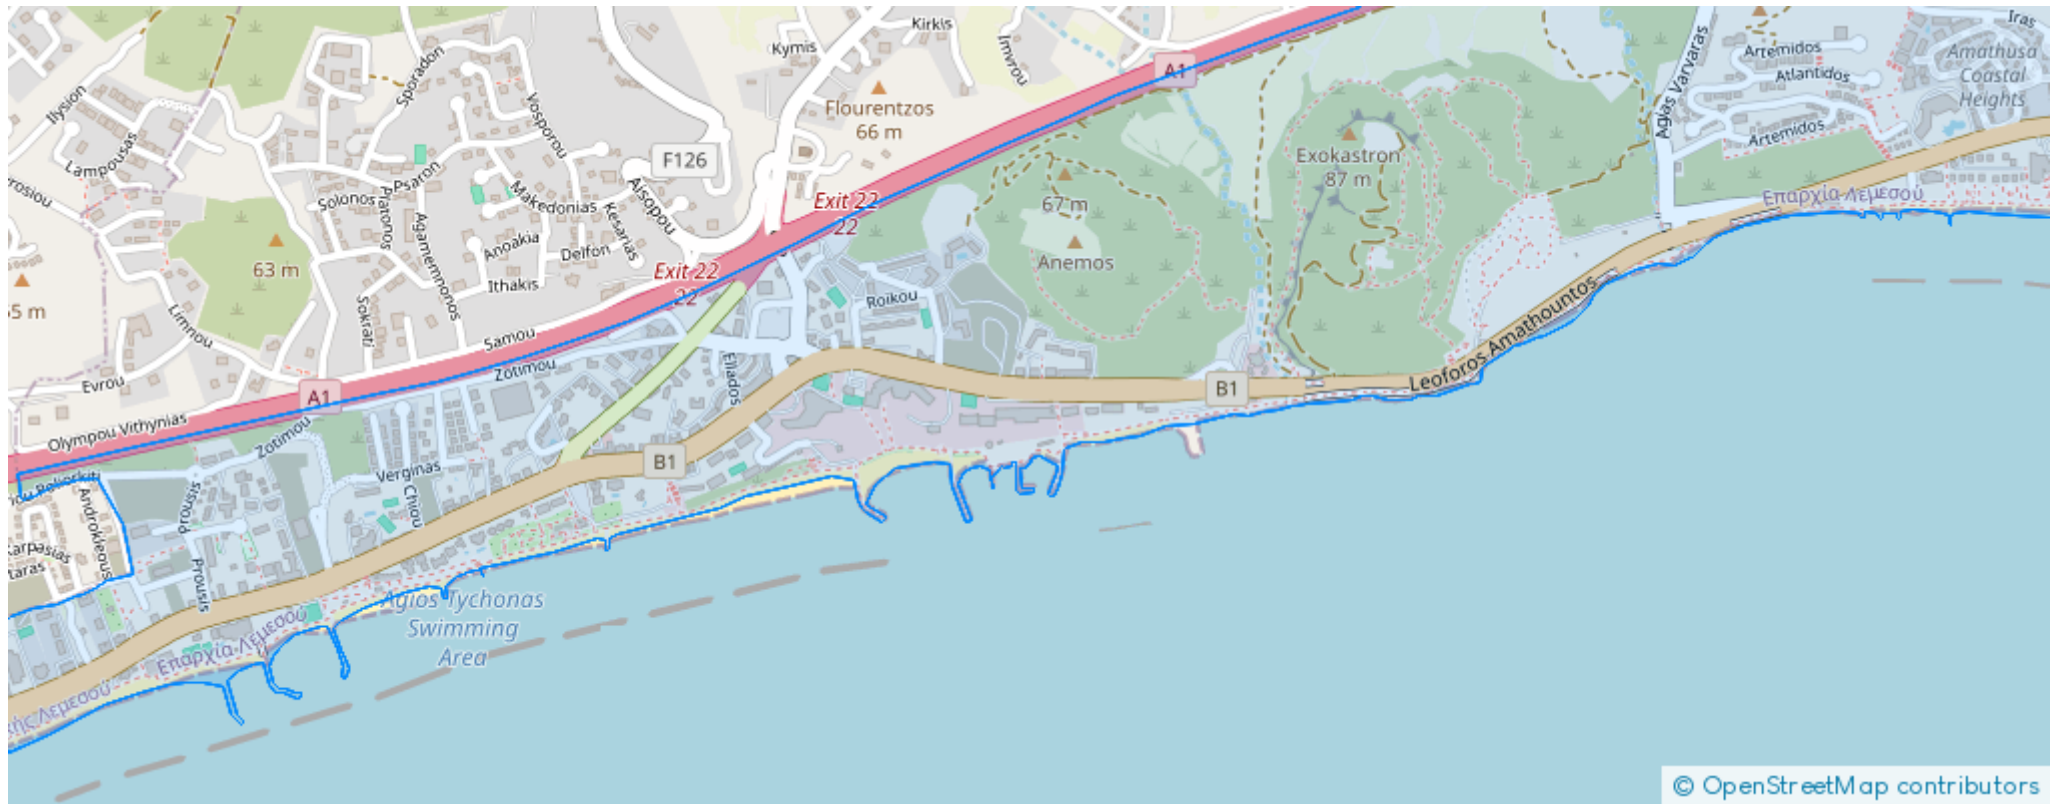 Kirkis
Iras
Kymis
Imvrou
Sporadon
A1
Artemidos
Amathusa
Coastal
Heights
Atlantidos
Agias Varvaras
Ilysion
Vosporou
Flourentzos
66 m
Artemidos
Lampousas
F126
Exokastron
87 m
Psaron
Platonos
Makedonias
Aisopou
Kesarias
Solonos
Agamemnonos
Exit 22
22
67 m
Επαρχία Λεμεσού
Anoakia
Delfon
63 m
Anemos
Exit 22
22
Ithakis
Roikou
5 m
Limnou
Sokrati
Samou
Leoforos Amathountos
Zotimou
Ellados
Evrou
A1
B1
Olympou Vithynias
Zotimou
B1
Verginas
Chiou
Prousis
Androkleous
Karpasias
taras
Prousis
Agios Tychonas
Swimming
Area
Επαρχία Λεμεσού
Λεμεσού
© OpenStreetMap contributors